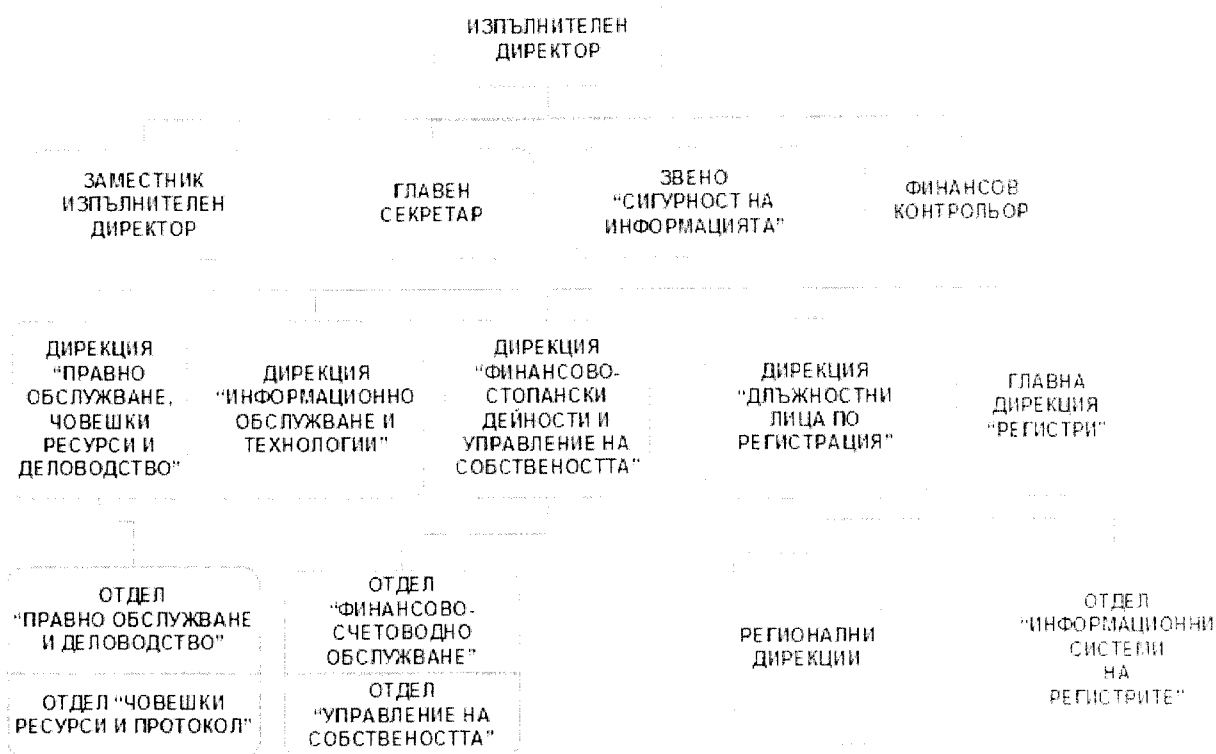 ИЗПЪЛНИТЕЛЕН
ДИРЕКТОР
ЗАМЕСТНИК
ИЗПЪЛНИТЕЛЕН
ДИРЕКТОР
ГЛАВЕН
СЕКРЕТАР
ЗВЕНО
“СИГУРНОСТ НА
ИНФОРМАЦИЯТА”
ФИНАНСОВ
КОНТРОЛЬОР
ДИРЕКЦИЯ
“ПРАВНО
ОБСЛУЖВАНЕ,
ЧОВЕШКИ
РЕСУРСИ И
ДЕЛОВОДСТВО”
ДИРЕКЦИЯ
“ИНФОРМАЦИОННО
ОБСЛУЖВАНЕ И
ТЕХНОЛОГИИ”
ДИРЕКЦИЯ
“ФИНАНСОВО-
СТОПАНСКИ
ДЕЙНОСТИ И
УПРАВЛЕНИЕ НА
СОБСТВЕНОСТТА”
ДИРЕКЦИЯ
“ДЛЪЖНОСТНИ
ЛИЦА ПО
РЕГИСТРАЦИЯ”
ГЛАВНА
ДИРЕКЦИЯ
“РЕГИСТРИ”
ОТДЕЛ
“ПРАВНО ОБСЛУЖВАНЕ
И ДЕЛОВОДСТВО”
ОТДЕЛ “ЧОВЕШКИ
РЕСУРСИ И ПРОТОКОЛ”
ОТДЕЛ
“ФИНАНСОВО-
СЧЕТОВОДНО
ОБСЛУЖВАНЕ”
ОТДЕЛ
“УПРАВЛЕНИЕ НА
СОБСТВЕНОСТТА”
РЕГИОНАЛНИ
ДИРЕКЦИИ
ОТДЕЛ
“ИНФОРМАЦИОННИ
СИСТЕМИ
НА
РЕГИСТРИТЕ”